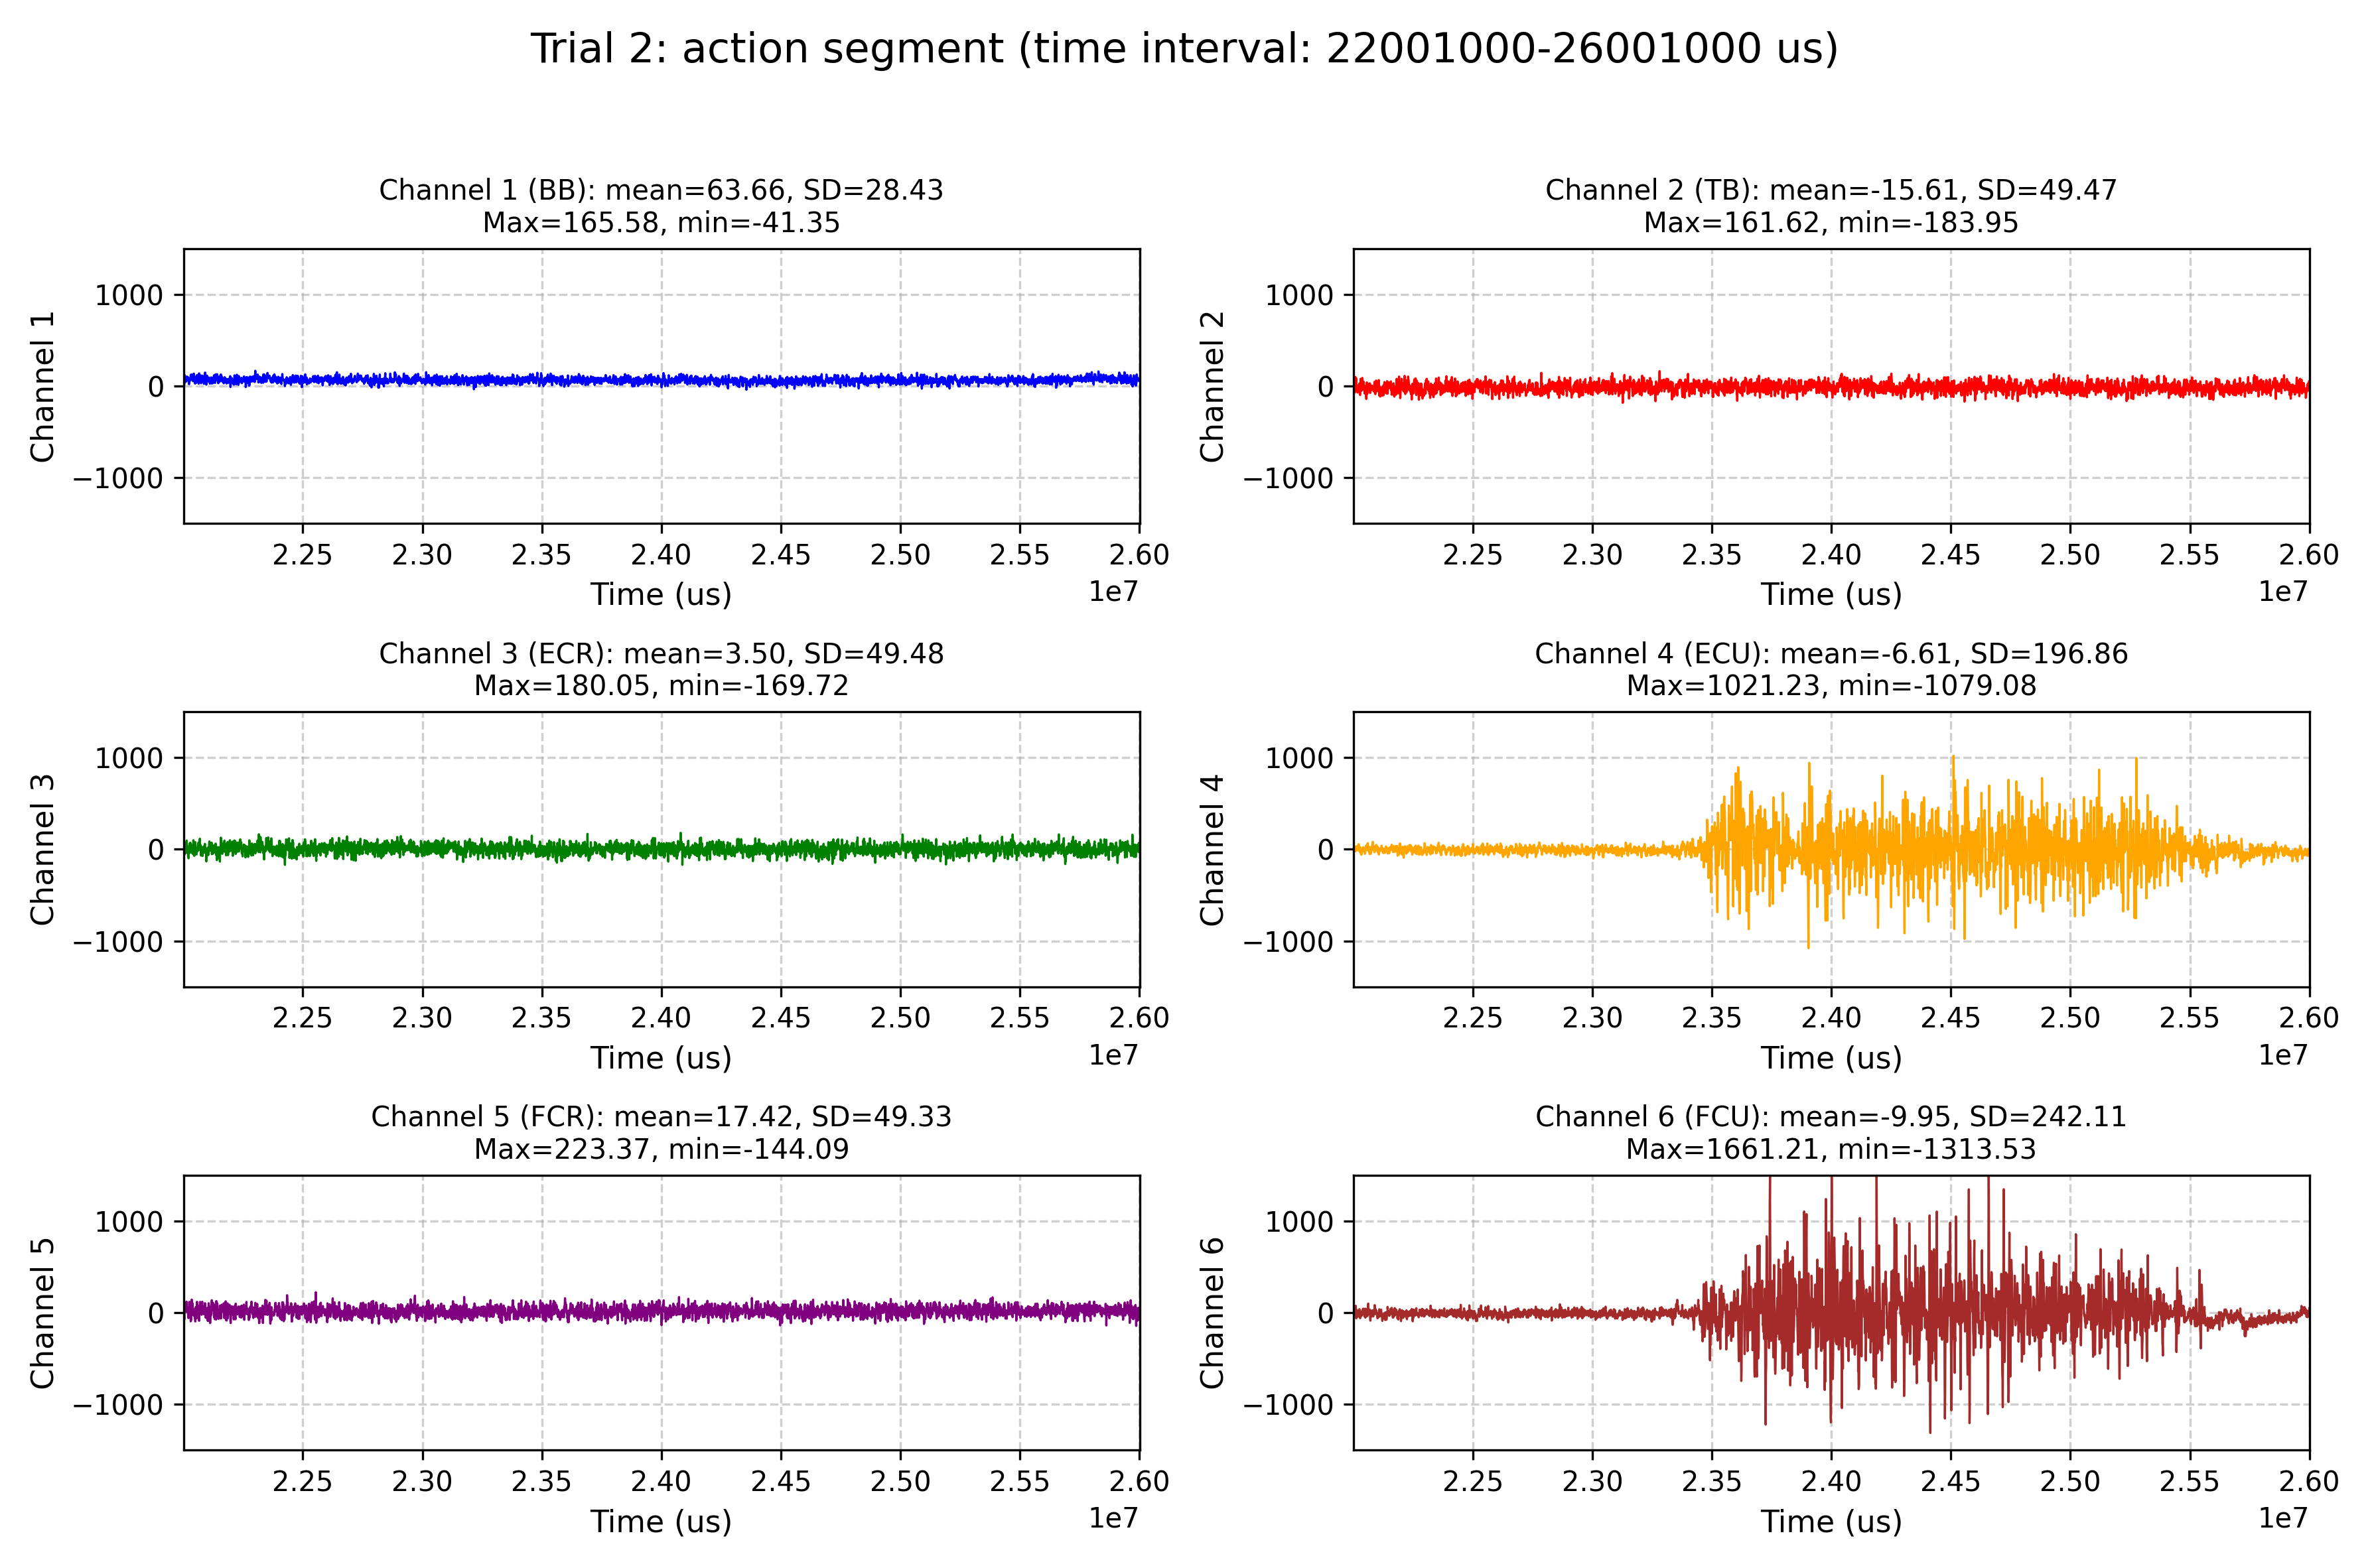 Trial 2: action segment (time interval: 22001000-26001000 us)
Channel 1 (BB): mean=63.66, SD=28.43
Max=165.58, min=-41.35
Channel 1
1000
0
−1000
2.25 2.30 2.35 2.40 2.45 2.50 2.55 2.60
Time (us)
1e7
Channel 2 (TB): mean=-15.61, SD=49.47
Max=161.62, min=-183.95
Channel 2
1000
0
−1000
2.25 2.30 2.35 2.40 2.45 2.50 2.55 2.60
Time (us)
1e7
Channel 3 (ECR): mean=3.50, SD=49.48
Max=180.05, min=-169.72
Channel 3
1000
0
−1000
2.25 2.30 2.35 2.40 2.45 2.50 2.55 2.60
Time (us)
1e7
Channel 4 (ECU): mean=-6.61, SD=196.86
Max=1021.23, min=-1079.08
Channel 4
1000
0
−1000
2.25 2.30 2.35 2.40 2.45 2.50 2.55 2.60
Time (us)
1e7
Channel 5 (FCR): mean=17.42, SD=49.33
Max=223.37, min=-144.09
Channel 5
1000
0
−1000
2.25 2.30 2.35 2.40 2.45 2.50 2.55 2.60
Time (us)
1e7
Channel 6 (FCU): mean=-9.95, SD=242.11
Max=1661.21, min=-1313.53
Channel 6
1000
0
−1000
2.25 2.30 2.35 2.40 2.45 2.50 2.55 2.60
Time (us)
1e7